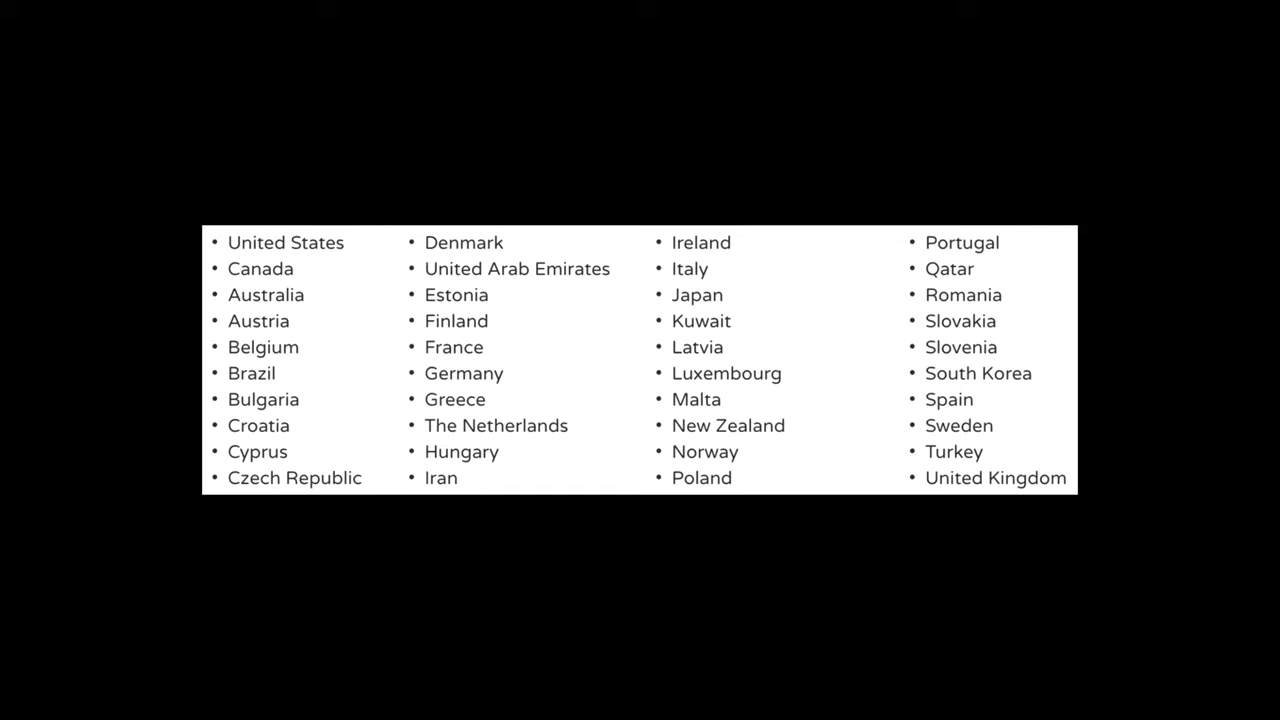 • United States
• Canada
• Australia
• Austria
• Belgium
• Brazil
• Bulgaria
• Croatia
• Cyprus
• Czech Republic
• Denmark
• United Arab Emirates
• Estonia
• Finland
• France
• Germany
• Greece
• The Netherlands
• Hungary
• Iran
• Ireland
• Italy
• Japan
• Kuwait
• Latvia
• Luxembourg
• Malta
• New Zealand
• Norway
• Poland
• Portugal
• Qatar
• Romania
• Slovakia
• Slovenia
• South Korea
• Spain
• Sweden
• Turkey
• United Kingdom